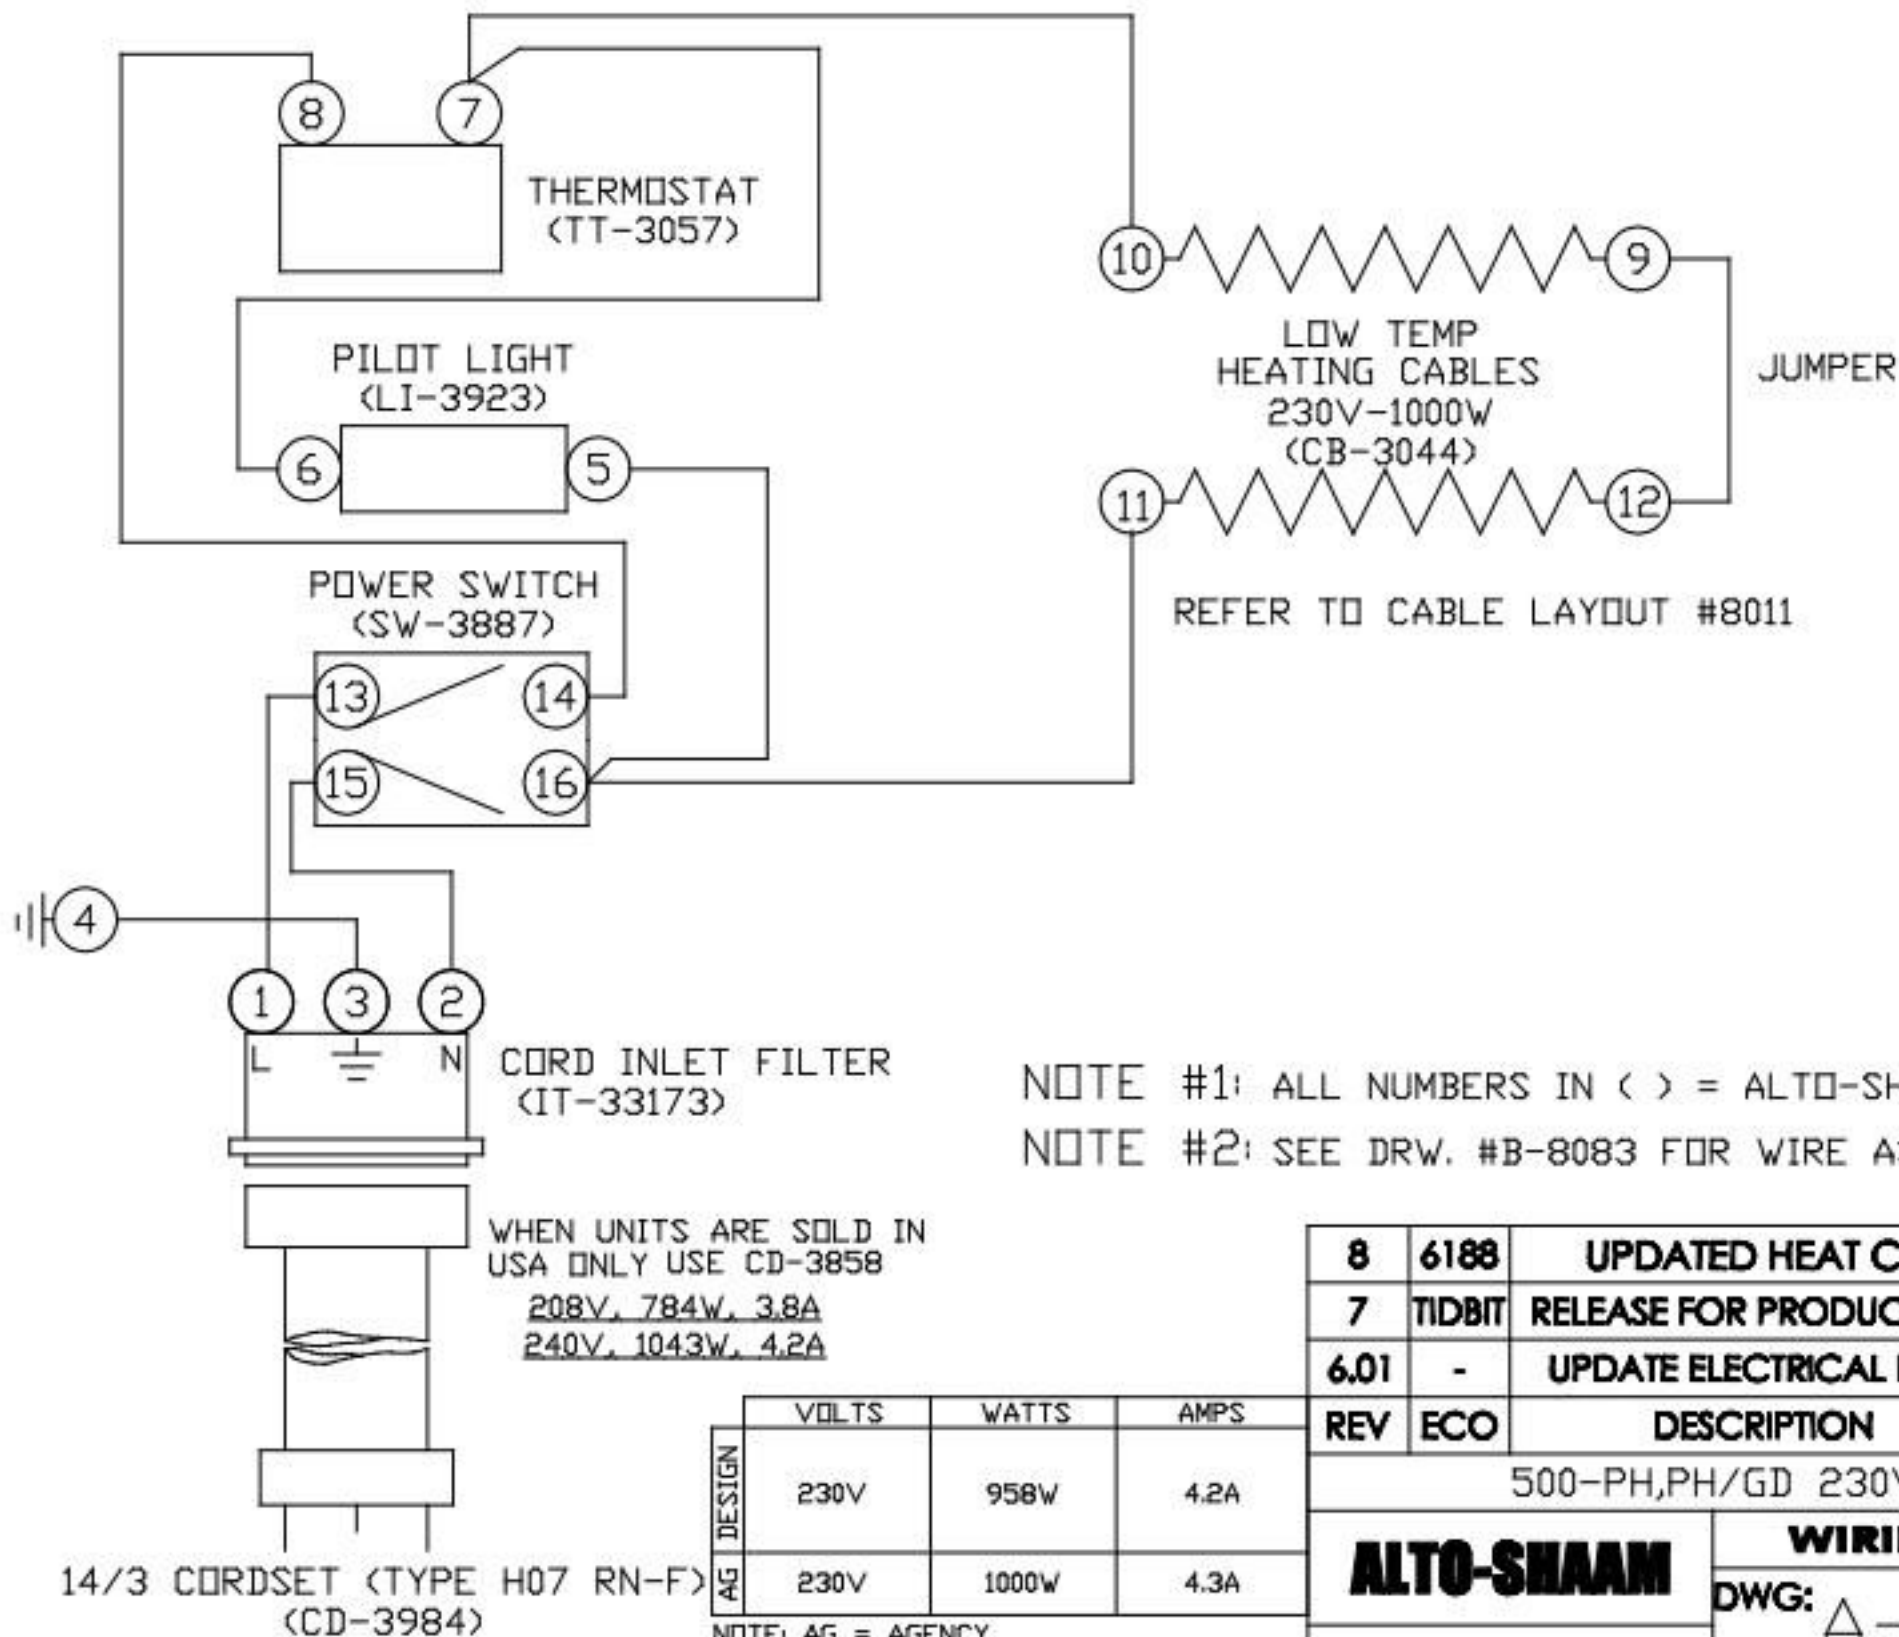 8
7
THERMOSTAT
(TT-3057)
10
9
LOW TEMP
HEATING CABLES
230V-1000W
(CB-3044)
JUMPER
PILOT LIGHT
(LI-3923)
6
5
11
12
POWER SWITCH
(SW-3887)
REFER TO CABLE LAYOUT #8011
13
14
15
16
4
1
3
2
L
N
CORD INLET FILTER
(IT-33173)
NOTE #1: ALL NUMBERS IN ( ) = ALTO-SH
NOTE #2: SEE DRW. #B-8083 FOR WIRE
WHEN UNITS ARE SOLD IN
USA ONLY USE CD-3858
208V, 784W, 3.8A
240V, 1043W, 4.2A
8 6188 UPDATED HEAT C
7 TIDBIT RELEASE FOR PRODUC
6.01 - UPDATE ELECTRICAL
REV ECO DESCRIPTION
VOLTS WATTS AMPS
DESIGN 230V 958W 4.2A
AG 230V 1000W 4.3A
NOTE: AG = AGENCY
500-PH,PH/GD 230V
ALTO-SHAAM
WIRI
DWG:
14/3 CORDSET (TYPE H07 RN-F)
(CD-3984)